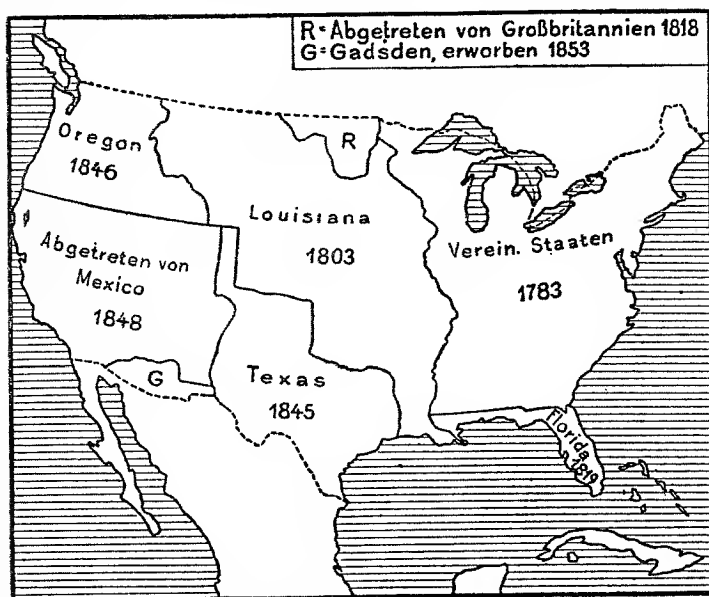 R=Abgetreten von Großbritannien 1818
G=Gadsden, erworben 1853
Oregon
1846
R
Louisiana
1803
Verein. Staaten
1783
Abgetreten von
Mexico
1848
G
Texas
1845
Florida
1819